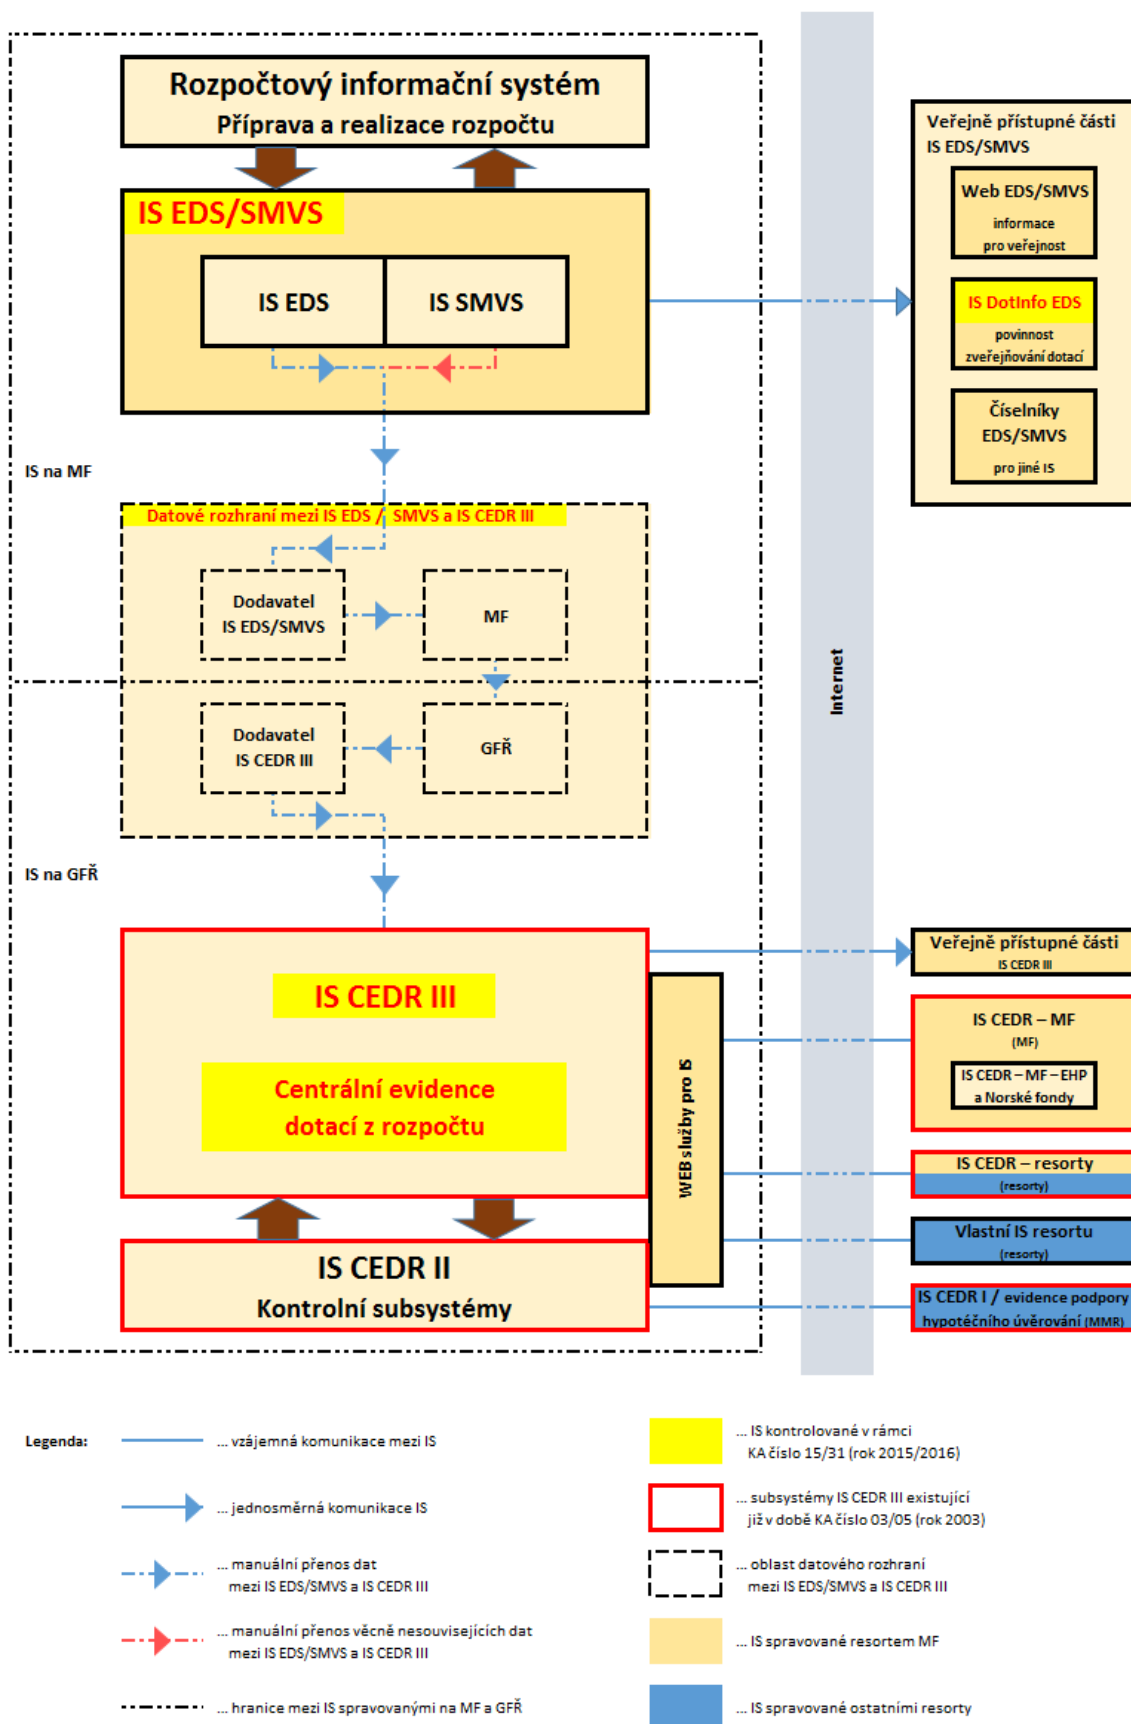 Rozpočtový informační systém
Příprava a realizace rozpočtu
IS EDS/SMVS
IS EDS
IS SMVS
Veřejně přístupné části
IS EDS/SMVS
Web EDS/SMVS
informace
pro veřejnost
IS DotInfo EDS
povinnost
zveřejňování dotací
Číselníky
EDS/SMVS
pro jiné IS
IS na MF
Datové rozhraní mezi IS EDS / SMVS a IS CEDR III
Dodavatel
IS EDS/SMVS
MF
Internet
Dodavatel
IS CEDR III
GFŘ
IS na GFŘ
IS CEDR III
Centrální evidence
dotací z rozpočtu
WEB služby pro IS
IS CEDR II
Kontrolní subsystémy
Veřejně přístupné části
IS CEDR III
IS CEDR – MF
(MF)
IS CEDR – MF – EHP
a Norské fondy
IS CEDR – resorty
(resorty)
Vlastní IS resortu
(resorty)
IS CEDR I / evidence podpory
hypotéčního úvěrování (MMR)
Legenda:
... vzájemná komunikace mezi IS
... jednosměrná komunikace IS
... manuální přenos dat
mezi IS EDS/SMVS a IS CEDR III
... manuální přenos věcně nesouvisejících dat
mezi IS EDS/SMVS a IS CEDR III
... hranice mezi IS spravovanými na MF a GFŘ
... IS kontrolované v rámci
KA číslo 15/31 (rok 2015/2016)
... subsystémy IS CEDR III existující
již v době KA číslo 03/05 (rok 2003)
... oblast datového rozhraní
mezi IS EDS/SMVS a IS CEDR III
... IS spravované resortem MF
... IS spravované ostatními resorty